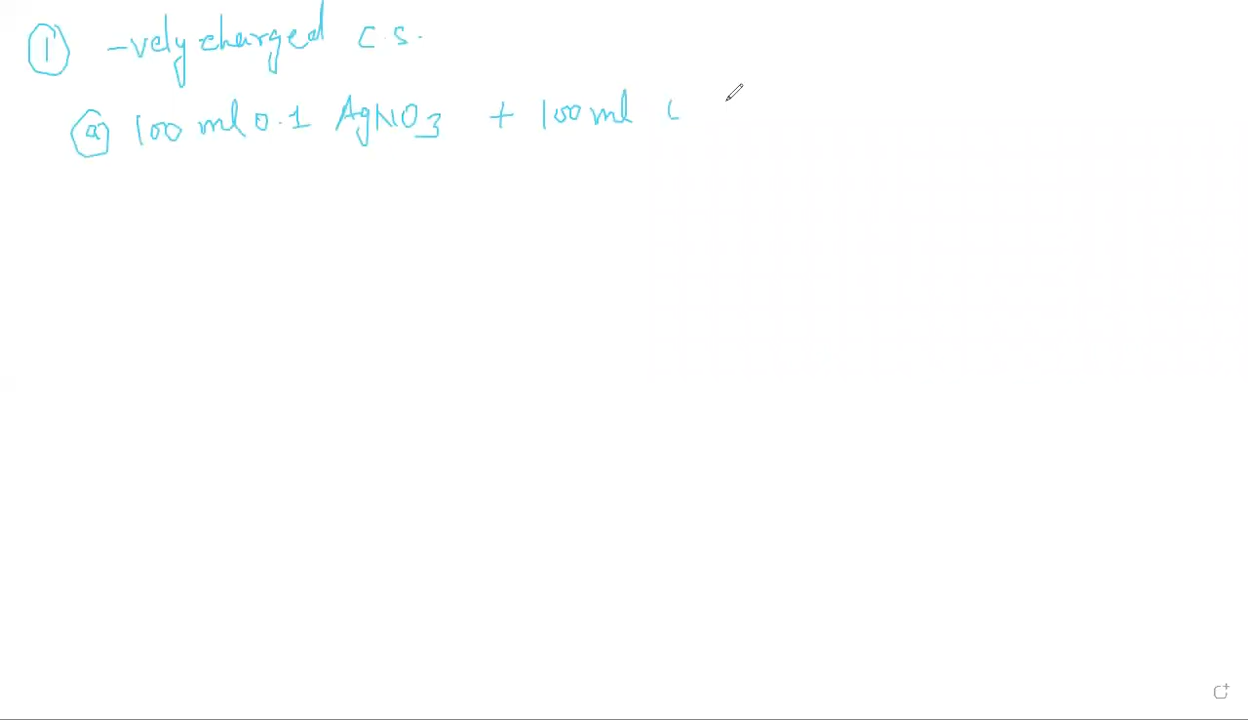 ① -vely charged C.S.
ⓐ 100 ml 0.1 AgNO3 + 100 ml